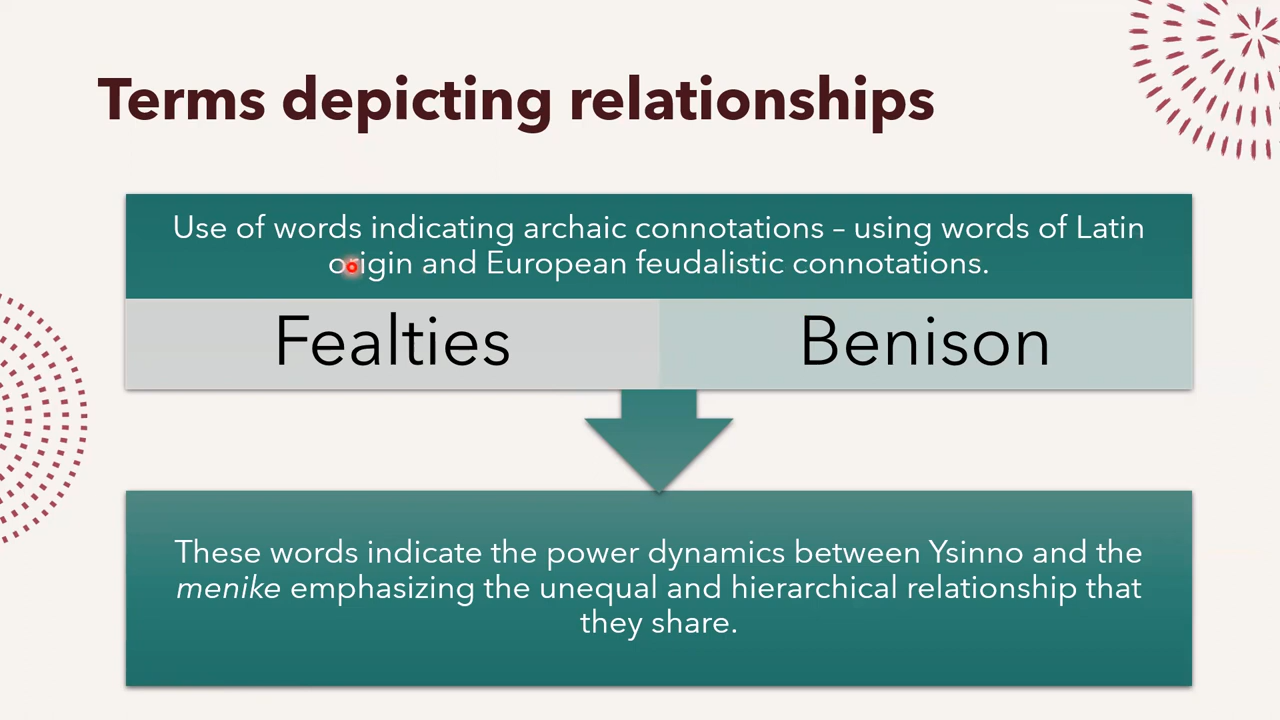 Terms depicting relationships
Use of words indicating archaic connotations – using words of Latin
origin and European feudalistic connotations.
Fealties
Benison
These words indicate the power dynamics between Ysinno and the
menike emphasizing the unequal and hierarchical relationship that
they share.